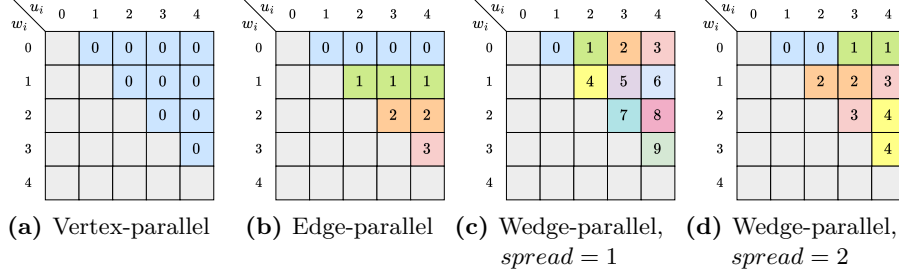 u_i u_i u_i u_i
0 1 2 3 4 0 1 2 3 4 0 1 2 3 4 0 1 2 3 4
w_i w_i w_i w_i
0 0 0 0 0 0 0 0 0 0 0 0 1 2 3 0 0 0 1 1
1 0 0 0 1 1 1 1 1 4 5 6 1 2 2 3
2 0 0 2 2 2 2 7 8 2 3 4
3 0 3 3 3 9 3 4
4 4 4 4
(a) Vertex-parallel (b) Edge-parallel (c) Wedge-parallel, (d) Wedge-parallel,
spread = 1 spread = 2